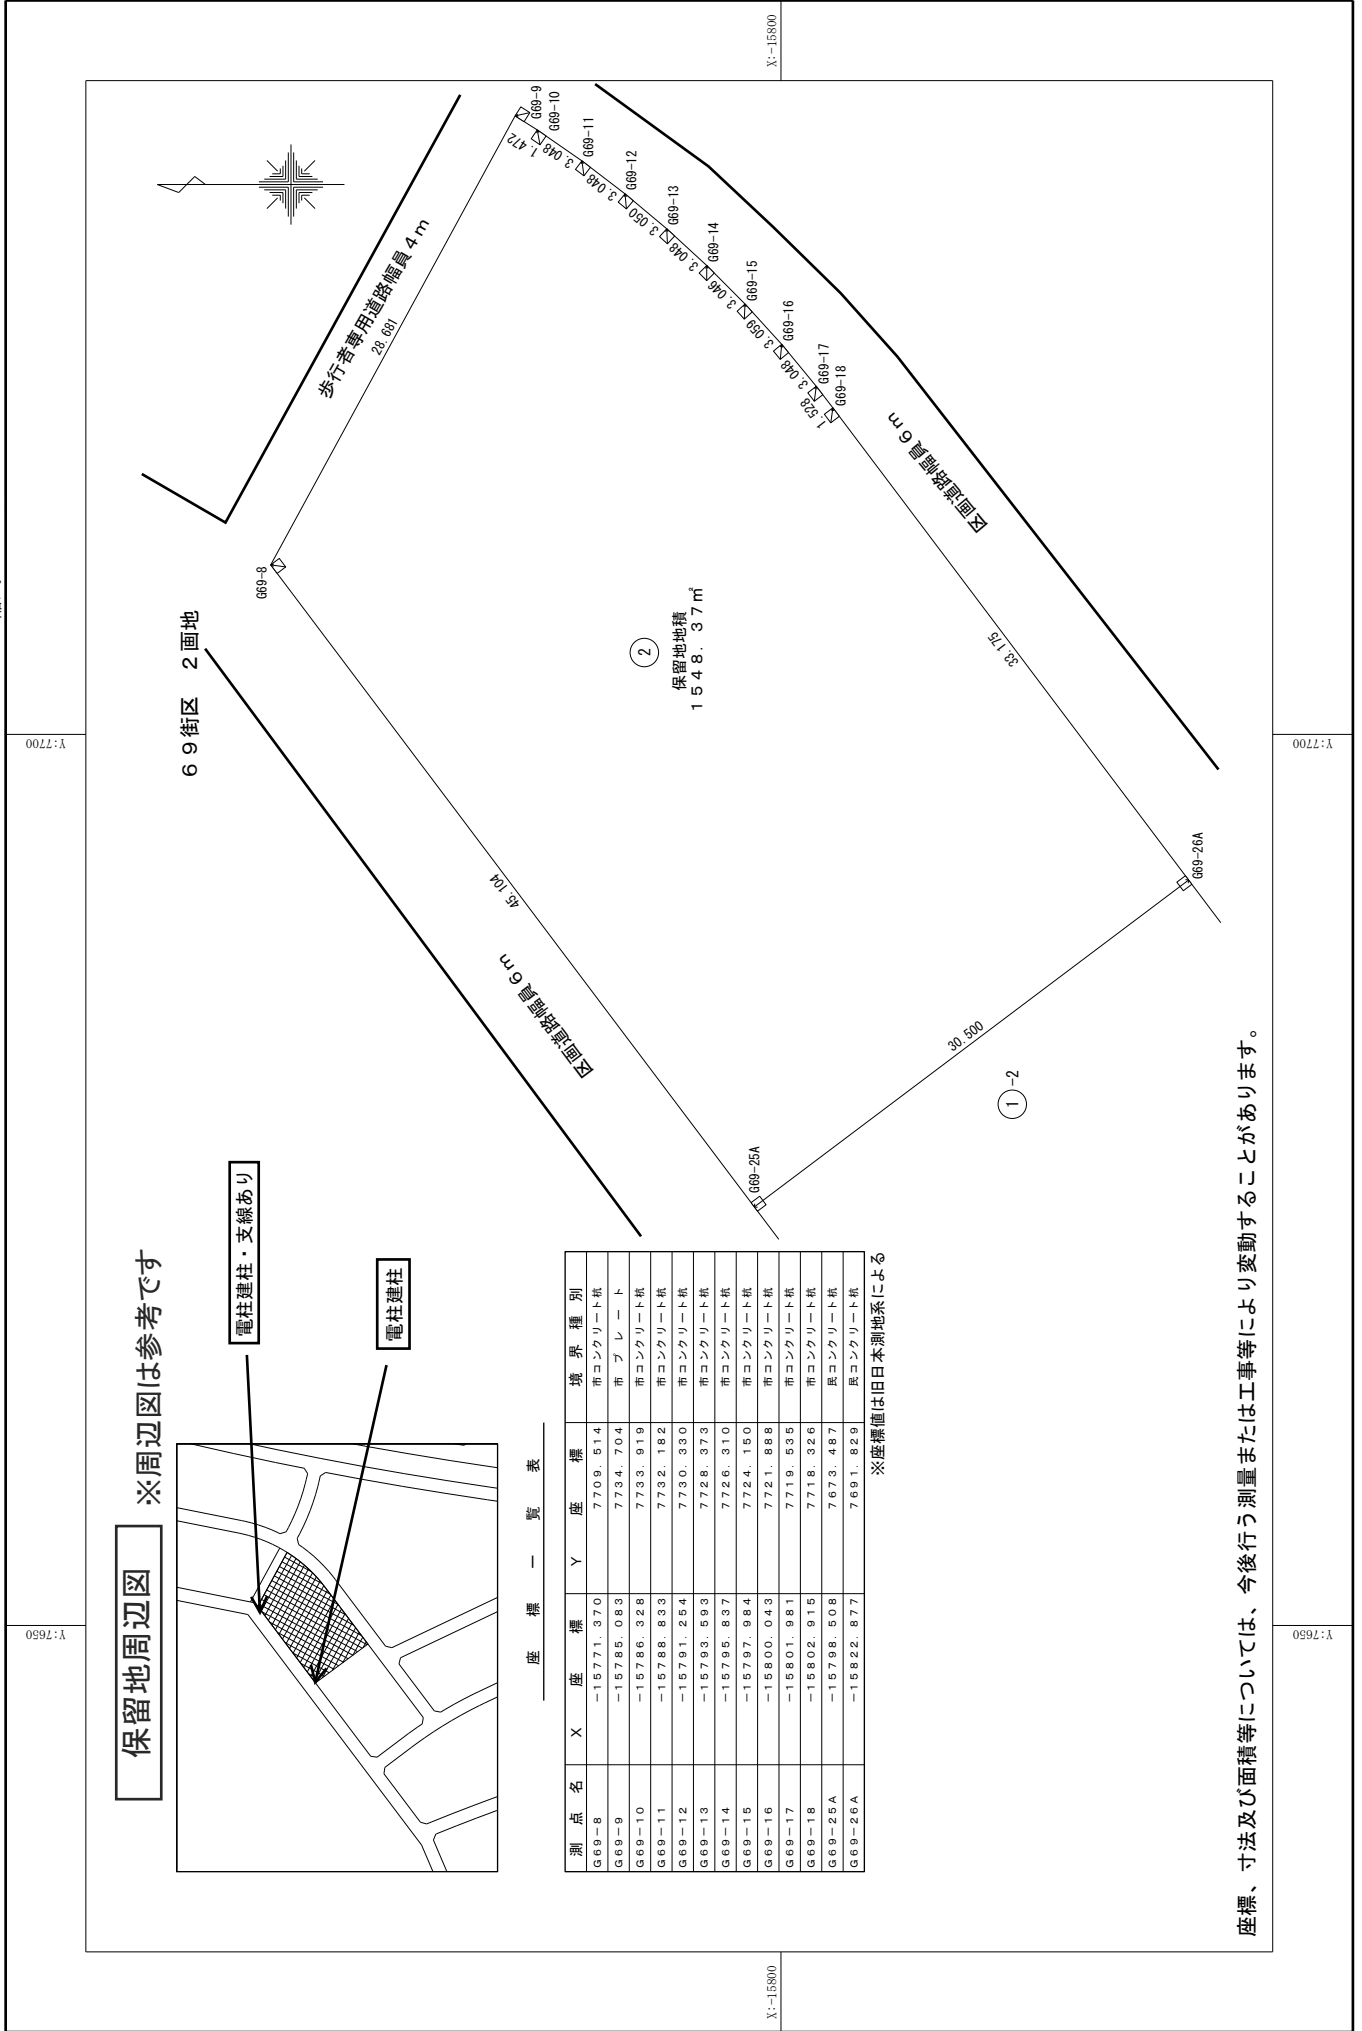 保留地周辺図
※周辺図は参考です
電柱建柱・支線あり
電柱建柱
座標一覧表
測点名 X座標 Y座標 境界種別
G69-8 -15771.370 7709.514 市コンクリート杭
G69-9 -15785.083 7734.704 市プレート
G69-10 -15786.328 7733.919 市コンクリート杭
G69-11 -15788.833 7732.182 市コンクリート杭
G69-12 -15791.254 7730.330 市コンクリート杭
G69-13 -15793.593 7728.373 市コンクリート杭
G69-14 -15795.837 7726.310 市コンクリート杭
G69-15 -15797.984 7724.150 市コンクリート杭
G69-16 -15800.043 7721.888 市コンクリート杭
G69-17 -15801.981 7719.535 市コンクリート杭
G69-18 -15802.915 7718.326 市コンクリート杭
G69-25A -15798.508 7673.487 民コンクリート杭
G69-26A -15822.877 7691.829 民コンクリート杭
※座標値は旧日本測地系による
69街区 2画地
歩行者専用道路幅員4m
28.681
G69-8
G69-9
G69-10
G69-11
G69-12
G69-13
G69-14
G69-15
G69-16
G69-17
G69-18
1.472
3.048
3.048
3.050
3.048
3.046
3.059
3.048
1.528
区画道路幅員6m
45.104
②
保留地地積
1548.37㎡
33.175
区画道路幅員6m
G69-25A
30.500
G69-26A
①-2
座標、寸法及び面積等については、今後行う測量または工事等により変動することがあります。
Y:7650
Y:7700
Y:7650
Y:7700
X:-15800
X:-15800